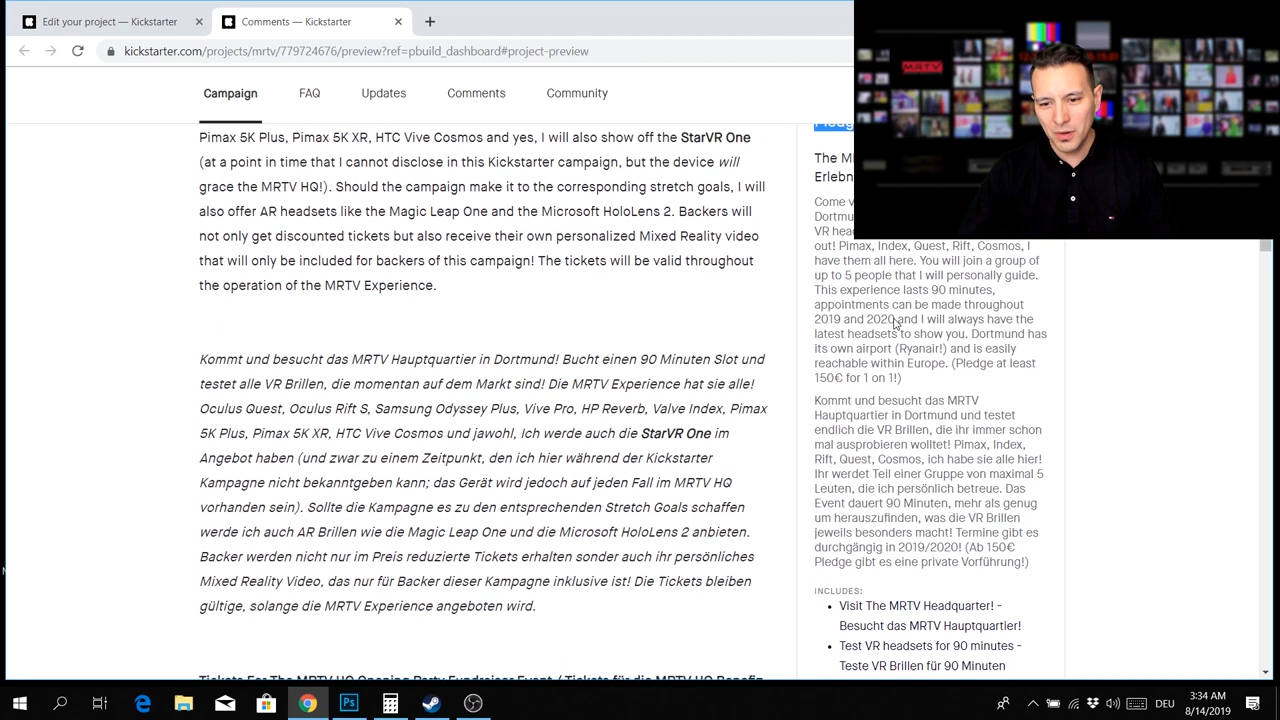 Edit your project — Kickstarter
Comments — Kickstarter
kickstarter.com/projects/mrtv/779724676/preview?ref=pbuild_dashboard#project-preview
MRTV
Campaign
FAQ
Updates
Comments
Community
Pimax 5K Plus, Pimax 5K XR, HTC Vive Cosmos and yes, I will also show off the StarVR One
(at a point in time that I cannot disclose in this Kickstarter campaign, but the device will
grace the MRTV HQ!). Should the campaign make it to the corresponding stretch goals, I will
also offer AR headsets like the Magic Leap One and the Microsoft HoloLens 2. Backers will
not only get discounted tickets but also receive their own personalized Mixed Reality video
that will only be included for backers of this campaign! The tickets will be valid throughout
the operation of the MRTV Experience.
Kommt und besucht das MRTV Hauptquartier in Dortmund! Bucht einen 90 Minuten Slot und
testet alle VR Brillen, die momentan auf dem Markt sind! Die MRTV Experience hat sie alle!
Oculus Quest, Oculus Rift S, Samsung Odyssey Plus, Vive Pro, HP Reverb, Valve Index, Pimax
5K Plus, Pimax 5K XR, HTC Vive Cosmos und jawohl, Ich werde auch die StarVR One im
Angebot haben (und zwar zu einem Zeitpunkt, den ich hier während der Kickstarter
Kampagne nicht bekanntgeben kann; das Gerät wird jedoch auf jeden Fall im MRTV HQ
vorhanden sein). Sollte die Kampagne es zu den entsprechenden Stretch Goals schaffen
werde ich auch AR Brillen wie die Magic Leap One und die Microsoft HoloLens 2 anbieten.
Backer werden nicht nur im Preis reduzierte Tickets erhalten sonder auch ihr persönliches
Mixed Reality Video, das nur für Backer dieser Kampagne inklusive ist! Die Tickets bleiben
gültige, solange die MRTV Experience angeboten wird.
Tickets For The MRTV HQ Opening Party Fundraiser Event / Tickets für die MRTV HQ Benefiz
The
Erleb
Come
Dortmu
VR
out! Pimax, Index, Quest, Rift, Cosmos, I
have them all here. You will join a group of
up to 5 people that I will personally guide.
This experience lasts 90 minutes,
appointments can be made throughout
2019 and 2020 and I will always have the
latest headsets to show you. Dortmund has
its own airport (Ryanair!) and is easily
reachable within Europe. (Pledge at least
150€ for 1 on 1!)
Kommt und besucht das MRTV
Hauptquartier in Dortmund und testet
endlich die VR Brillen, die ihr immer schon
mal ausprobieren wolltet! Pimax, Index,
Rift, Quest, Cosmos, ich habe sie alle hier!
Ihr werdet Teil einer Gruppe von maximal 5
Leuten, die ich persönlich betreue. Das
Event dauert 90 Minuten, mehr als genug
um herauszufinden, was die VR Brillen
jeweils besonders macht! Termine gibt es
durchgängig in 2019/2020! (Ab 150€
Pledge gibt es eine private Vorführung!)
INCLUDES:
• Visit The MRTV Headquarter! -
Besucht das MRTV Hauptquartier!
• Test VR headsets for 90 minutes -
Teste VR Brillen für 90 Minuten
DEU
3:34 AM
8/14/2019